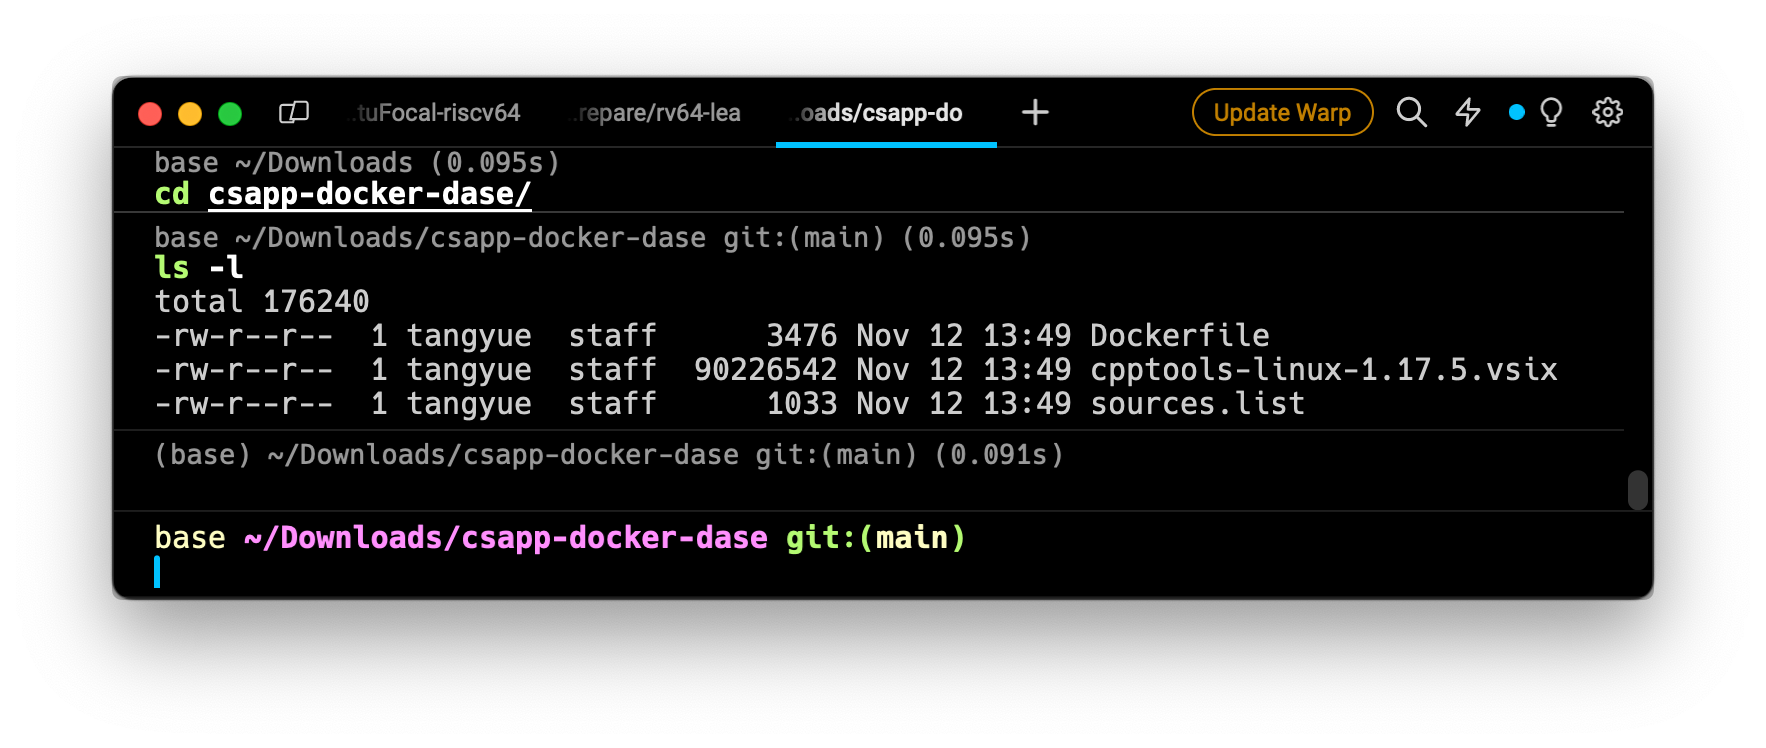 ..tuFocal-riscv64 ..repare/rv64-lea ..oads/csapp-do + Update Warp
base ~/Downloads (0.095s)
cd csapp-docker-dase/
base ~/Downloads/csapp-docker-dase git:(main) (0.095s)
ls -l
total 176240
-rw-r--r--  1 tangyue  staff      3476 Nov 12 13:49 Dockerfile
-rw-r--r--  1 tangyue  staff  90226542 Nov 12 13:49 cpptools-linux-1.17.5.vsix
-rw-r--r--  1 tangyue  staff      1033 Nov 12 13:49 sources.list
(base) ~/Downloads/csapp-docker-dase git:(main) (0.091s)
base ~/Downloads/csapp-docker-dase git:(main)